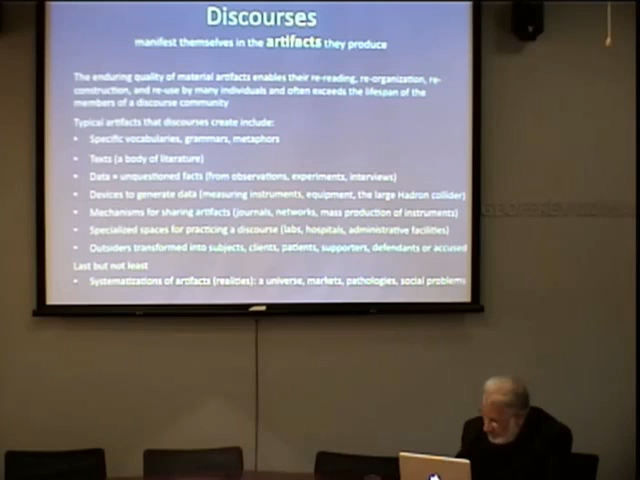 Discourses
manifest themselves in the artifacts they produce
The enduring quality of material artifacts enables their re-reading, re-organization, re-
construction, and re-use by many individuals and often exceeds the lifespan of the
members of a discourse community
Typical artifacts that discourses create include:
• Specific vocabularies, grammars, metaphors
• Texts (a body of literature)
• Data = unquestioned facts (from observations, experiments, interviews)
• Devices to generate data (measuring instruments, equipment, the large Hadron collider)
• Mechanisms for sharing artifacts (journals, networks, mass production of instruments)
• Specialized spaces for practicing a discourse (labs, hospitals, administrative facilities)
• Outsiders transformed into subjects, clients, patients, supporters, defendants or accused
Last but not least
• Systematizations of artifacts (realities): a universe, markets, pathologies, social problems